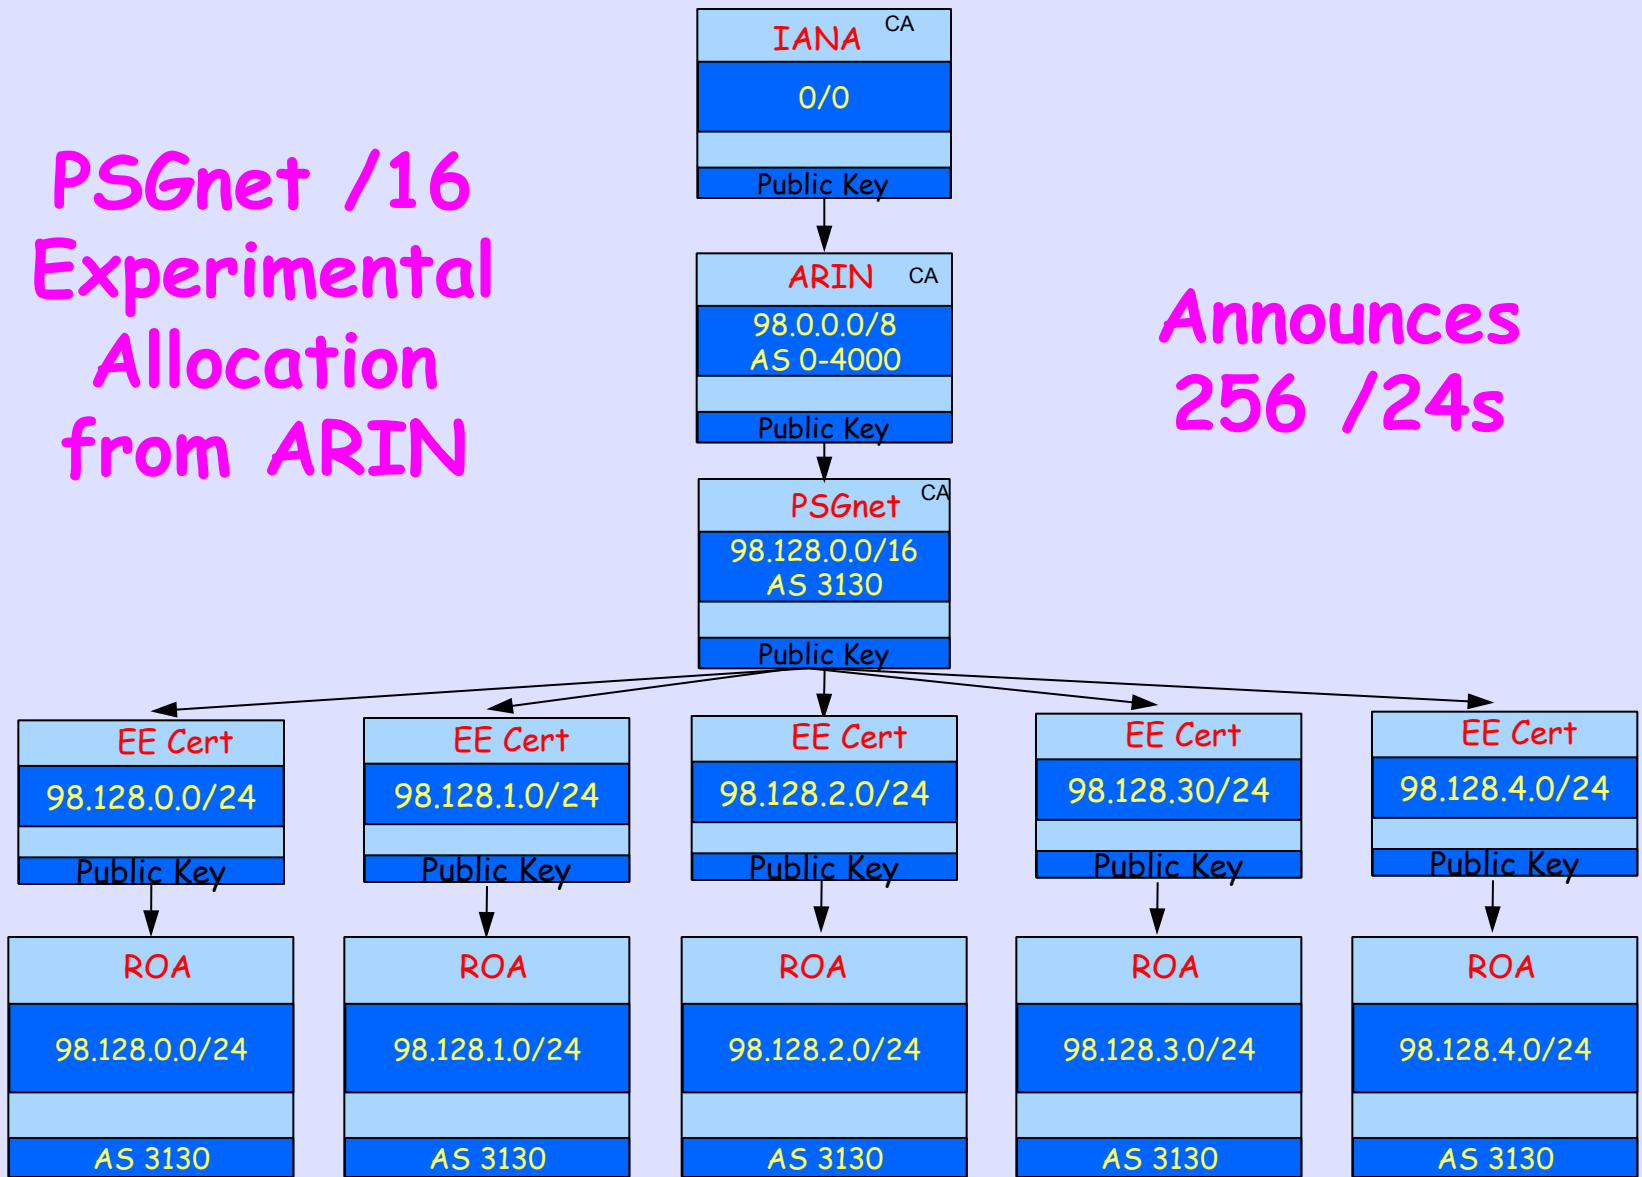 PSGnet /16
Experimental
Allocation
from ARIN
Announces
256 /24s
IANA CA
0/0
Public Key
ARIN CA
98.0.0.0/8
AS 0-4000
Public Key
PSGnet CA
98.128.0.0/16
AS 3130
Public Key
EE Cert EE Cert EE Cert EE Cert EE Cert
98.128.0.0/24 98.128.1.0/24 98.128.2.0/24 98.128.30/24 98.128.4.0/24
Public Key Public Key Public Key Public Key Public Key
ROA ROA ROA ROA ROA
98.128.0.0/24 98.128.1.0/24 98.128.2.0/24 98.128.3.0/24 98.128.4.0/24
AS 3130 AS 3130 AS 3130 AS 3130 AS 3130